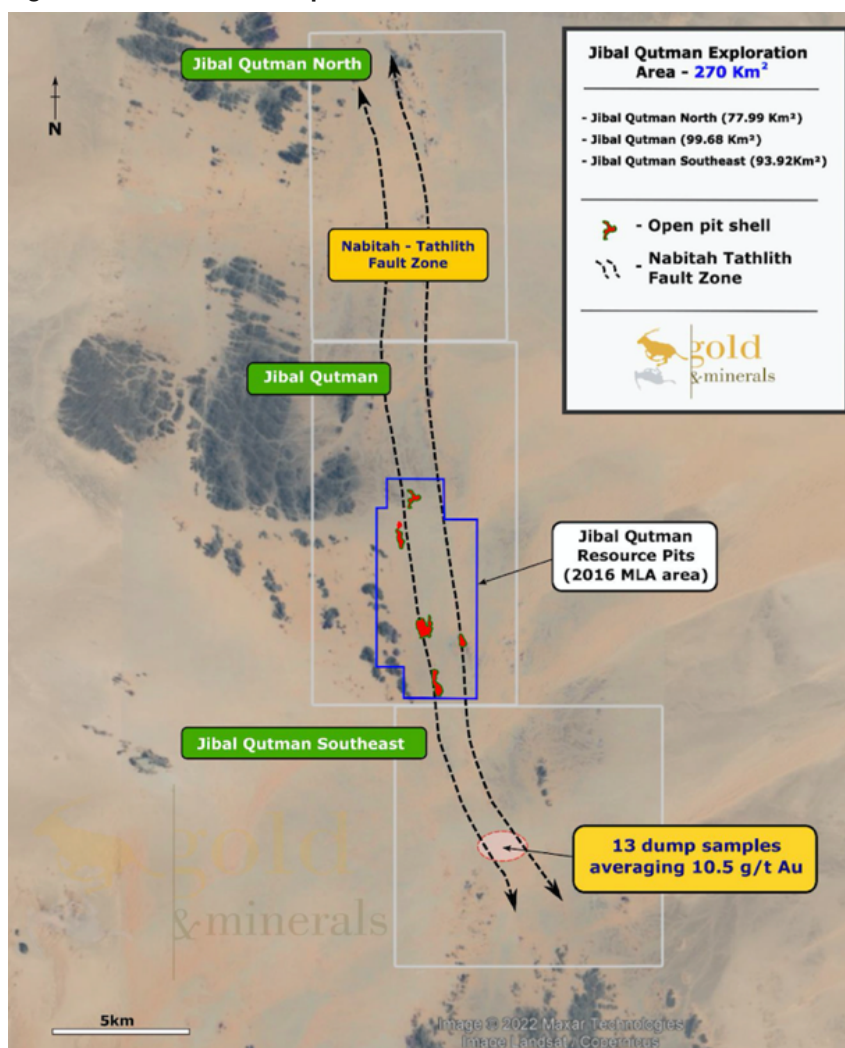 Jibal Qutman North
N
Nabitah - Tathlith
Fault Zone
Jibal Qutman
Jibal Qutman
Resource Pits
(2016 MLA area)
Jibal Qutman Southeast
13 dump samples
averaging 10.5 g/t Au
5km
Jibal Qutman Exploration
Area - 270 Km²
- Jibal Qutman North (77.99 Km²)
- Jibal Qutman (99.68 Km²)
- Jibal Qutman Southeast (93.92Km²)
- Open pit shell
- Nabitah Tathlith
Fault Zone
gold
& minerals
gold
& minerals
Image © 2022 Maxar Technologies
Image Landsat / Copernicus